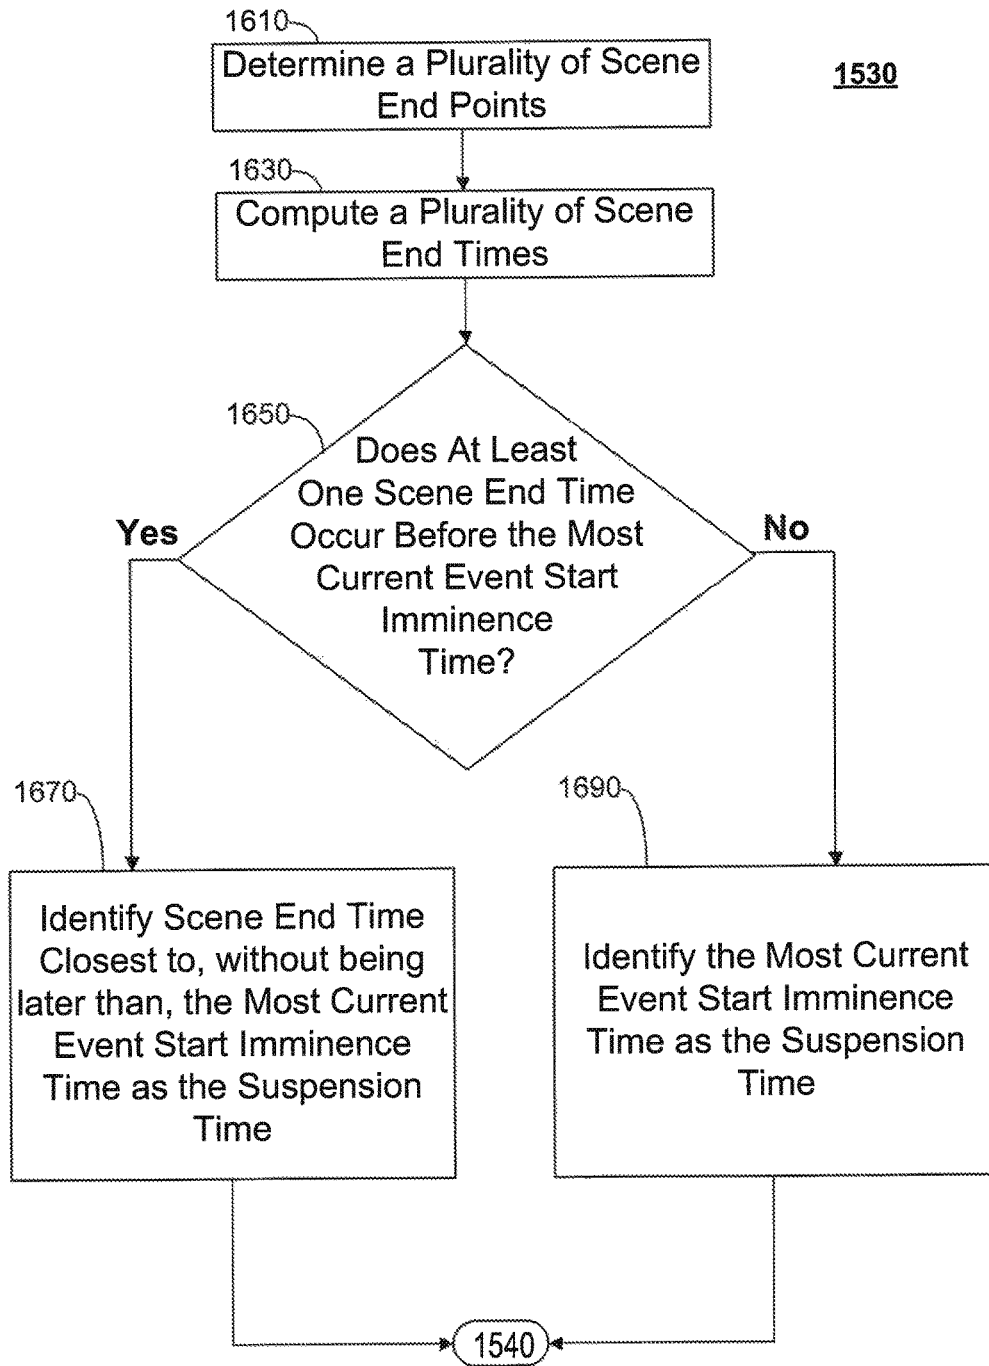 1610
Determine a Plurality of Scene
End Points
1530
1630
Compute a Plurality of Scene
End Times
1650
Does At Least
One Scene End Time
Occur Before the Most
Current Event Start
Imminence
Time?
Yes
No
1670
Identify Scene End Time
Closest to, without being
later than, the Most Current
Event Start Imminence
Time as the Suspension
Time
1690
Identify the Most Current
Event Start Imminence
Time as the Suspension
Time
1540